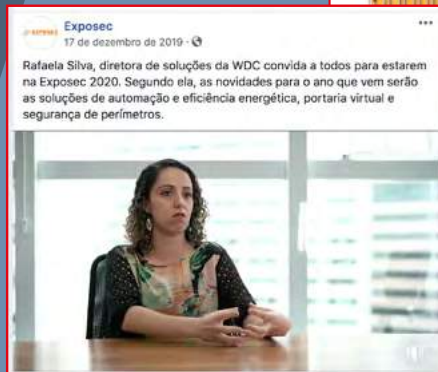 Exposec
17 de dezembro de 2019 ·
Rafaela Silva, diretora de soluções da WDC convida a todos para estarem
na Exposec 2020. Segundo ela, as novidades para o ano que vem serão
as soluções de automação e eficiência energética, portaria virtual e
segurança de perímetros.